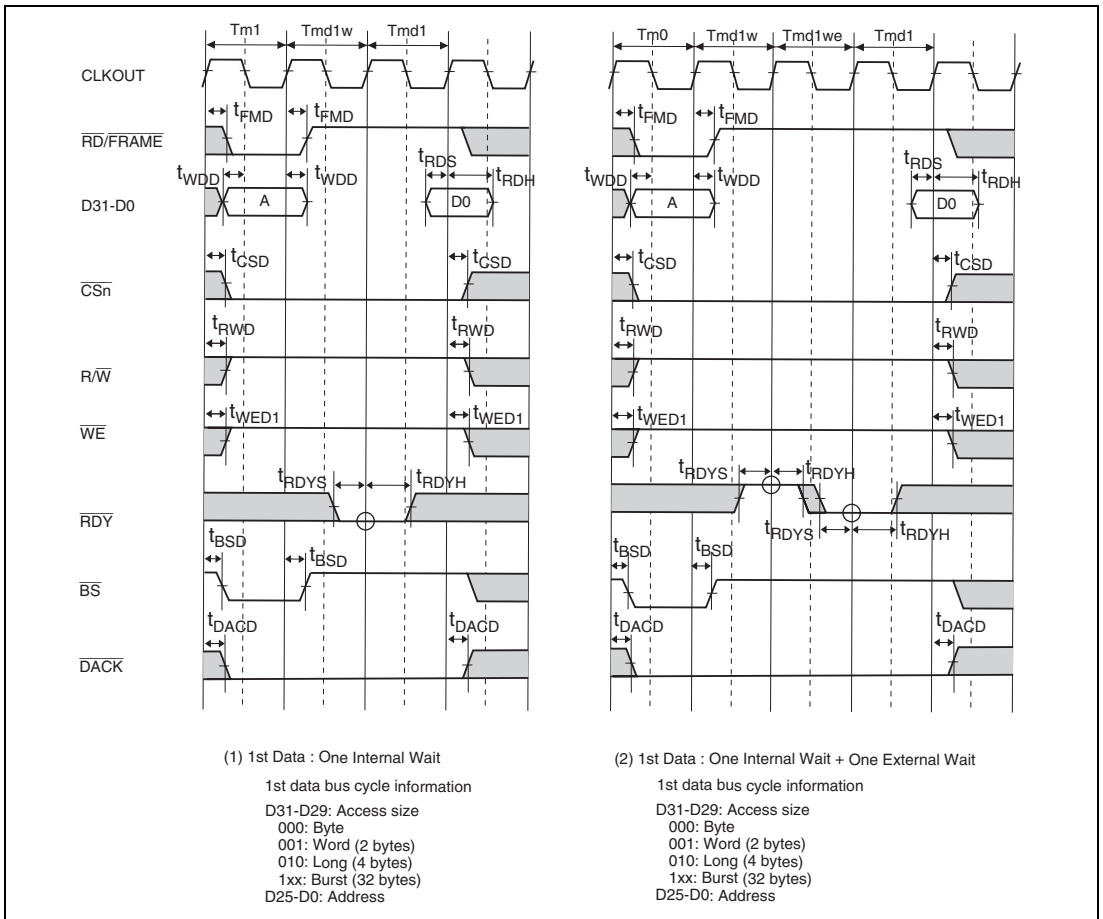 Tm1 Tmd1w Tmd1
CLKOUT
tFMD tFMD
RD/FRAME
tWDD tWDD tRDS tRDH
D31-D0 A D0
tCSD tCSD
CSn
tRWD tRWD
R/W
tWED1 tWED1
WE
tRDYS tRDYH
RDY
tBSD tBSD
BS
tDACD tDACD
DACK
(1) 1st Data : One Internal Wait
1st data bus cycle information
D31-D29: Access size
000: Byte
001: Word (2 bytes)
010: Long (4 bytes)
1xx: Burst (32 bytes)
D25-D0: Address
Tm0 Tmd1w Tmd1we Tmd1
tFMD tFMD
tWDD tWDD tRDS tRDH
A D0
tCSD tCSD
tRWD tRWD
tWED1 tWED1
tRDYS tRDYH
tRDYS tRDYH
tBSD tBSD
tDACD tDACD
(2) 1st Data : One Internal Wait + One External Wait
1st data bus cycle information
D31-D29: Access size
000: Byte
001: Word (2 bytes)
010: Long (4 bytes)
1xx: Burst (32 bytes)
D25-D0: Address